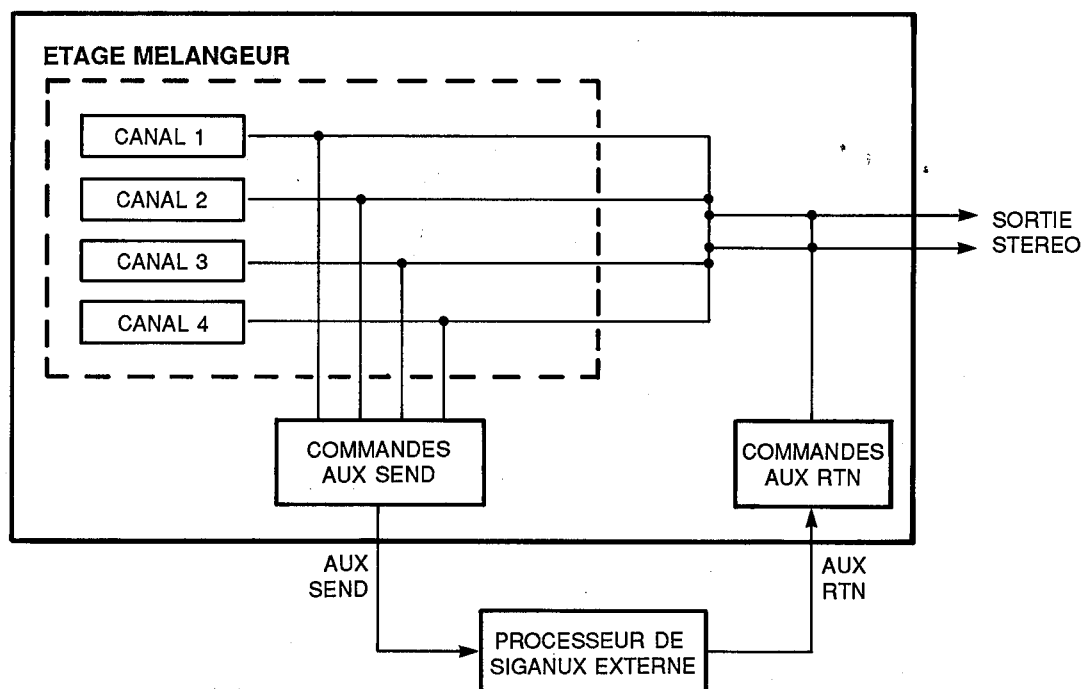 ETAGE MELANGEUR
CANAL 1
CANAL 2
CANAL 3
CANAL 4
SORTIE
STEREO
COMMANDES
AUX SEND
COMMANDES
AUX RTN
AUX
SEND
AUX
RTN
PROCESSEUR DE
SIGANUX EXTERNE